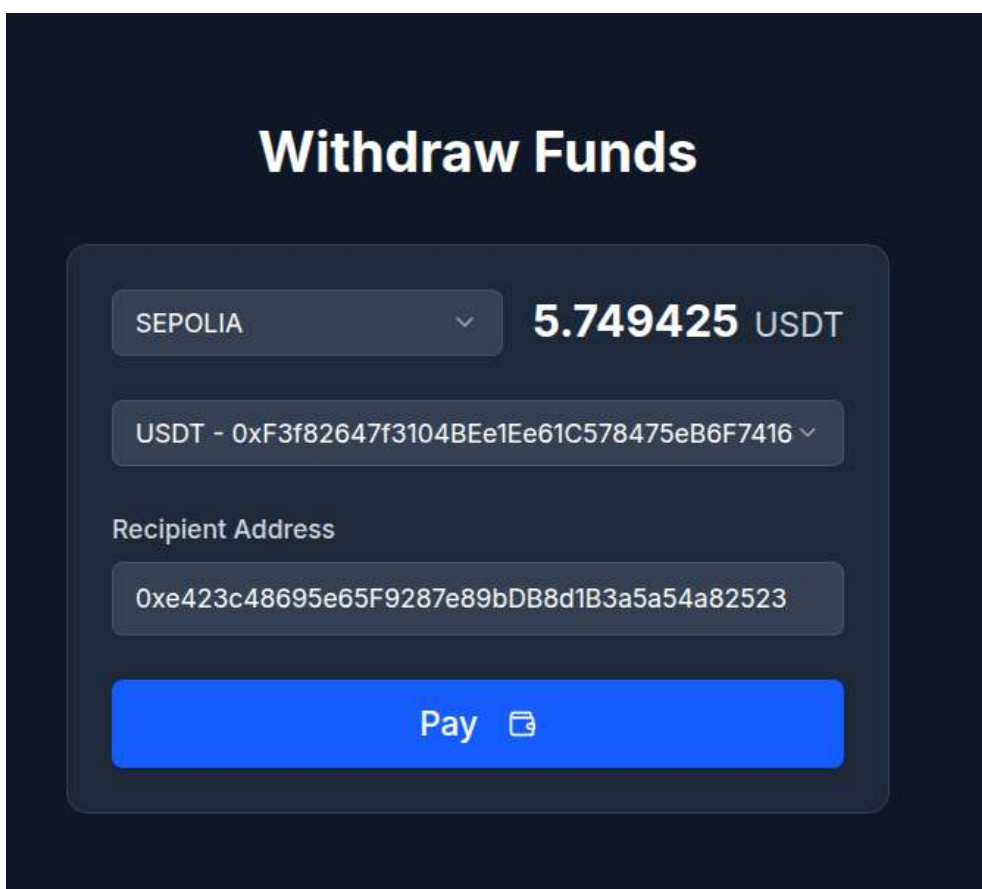 Withdraw Funds
SEPOLIA 5.749425 USDT
USDT - 0xF3f82647f3104BEe1Ee61C578475eB6F7416
Recipient Address
0xe423c48695e65F9287e89bDB8d1B3a5a54a82523
Pay